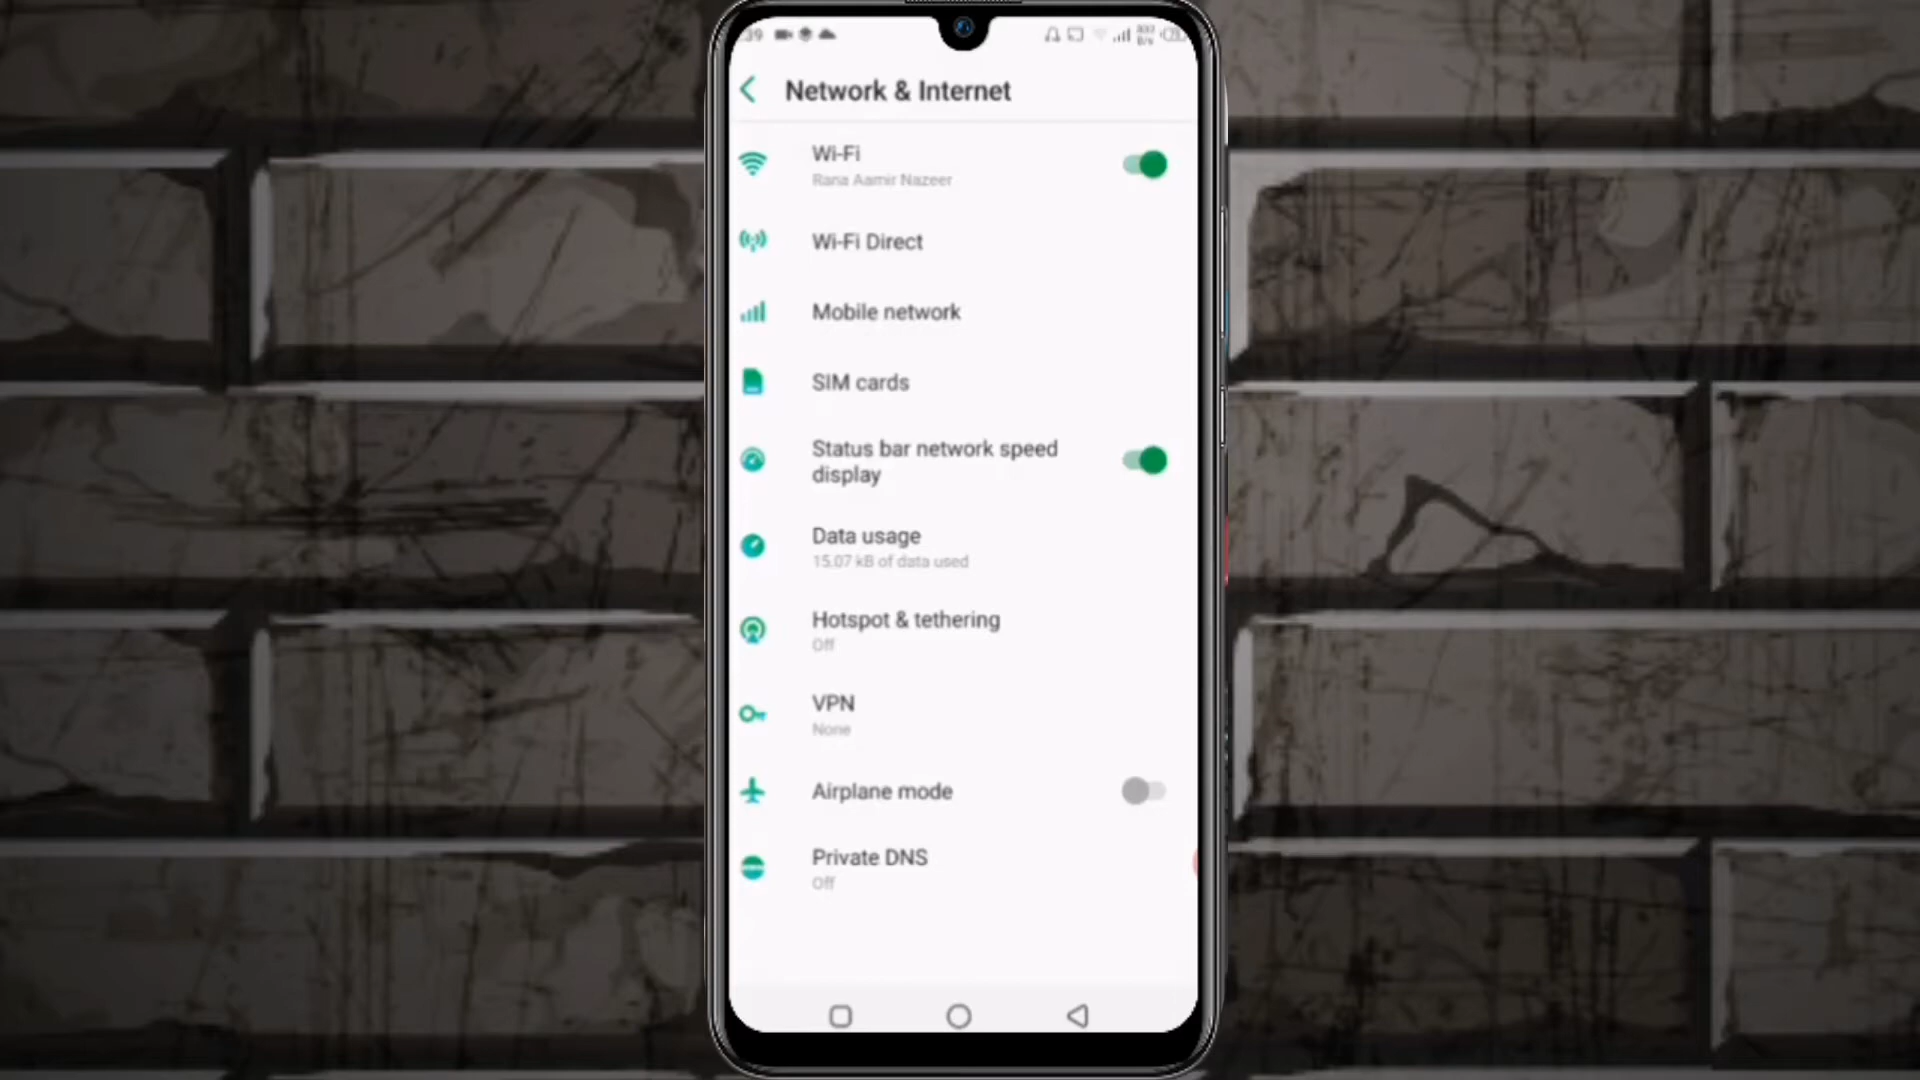 :39
Network & Internet
Wi-Fi
Rana Aamir Nazeer
Wi-Fi Direct
Mobile network
SIM cards
Status bar network speed
display
Data usage
15.07 kB of data used
Hotspot & tethering
Off
VPN
None
Airplane mode
Private DNS
Off